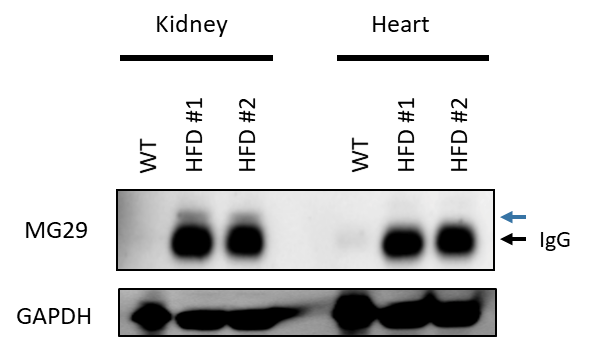 Kidney
Heart
WT
HFD #1
HFD #2
WT
HFD #1
HFD #2
MG29
IgG
GAPDH